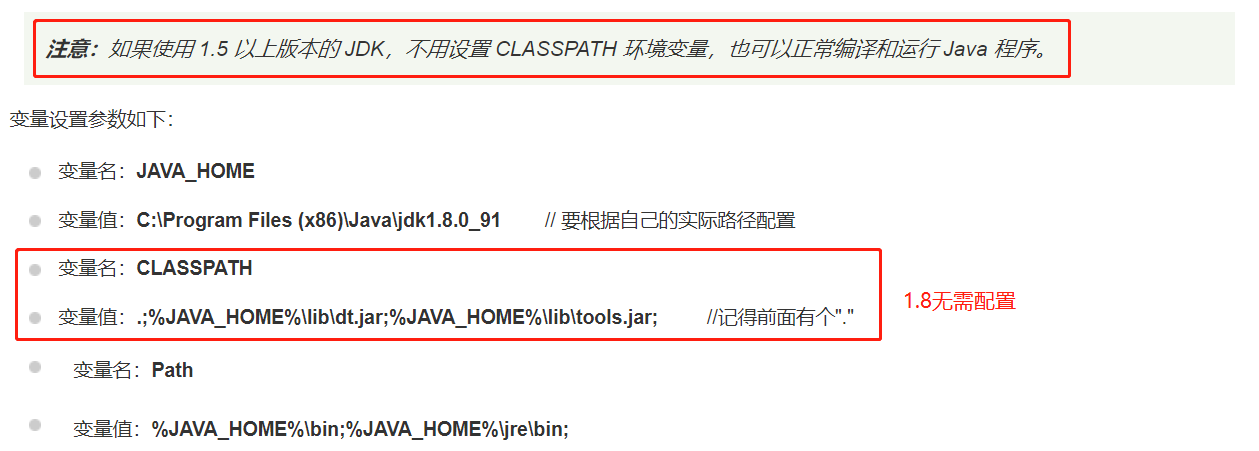 注意：如果使用 1.5 以上版本的 JDK，不用设置 CLASSPATH 环境变量，也可以正常编译和运行 Java 程序。
变量设置参数如下：
变量名：JAVA_HOME
变量值：C:\Program Files (x86)\Java\jdk1.8.0_91 // 要根据自己的实际路径配置
变量名：CLASSPATH
变量值：.;%JAVA_HOME%\lib\dt.jar;%JAVA_HOME%\lib\tools.jar; //记得前面有个"."
1.8无需配置
变量名：Path
变量值：%JAVA_HOME%\bin;%JAVA_HOME%\jre\bin;